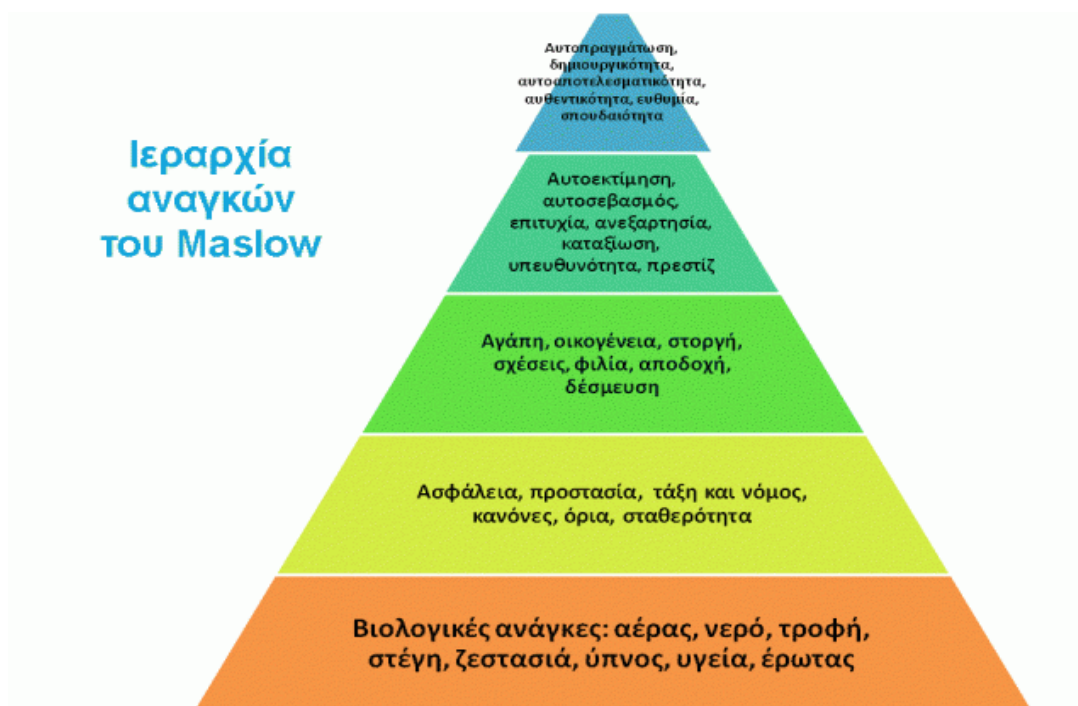 Ιεραρχία
αναγκών
του Maslow
Αυτοπραγμάτωση,
δημιουργικότητα,
αυτοαποτελεσματικότητα,
αυθεντικότητα, ευθυμία,
σπουδαιότητα
Αυτοεκτίμηση,
αυτοσεβασμός,
επιτυχία, ανεξαρτησία,
καταξίωση,
υπευθυνότητα, πρεστίζ
Αγάπη, οικογένεια, στοργή,
σχέσεις, φιλία, αποδοχή,
δέσμευση
Ασφάλεια, προστασία, τάξη και νόμος,
κανόνες, όρια, σταθερότητα
Βιολογικές ανάγκες: αέρας, νερό, τροφή,
στέγη, ζεστασιά, ύπνος, υγεία, έρωτας